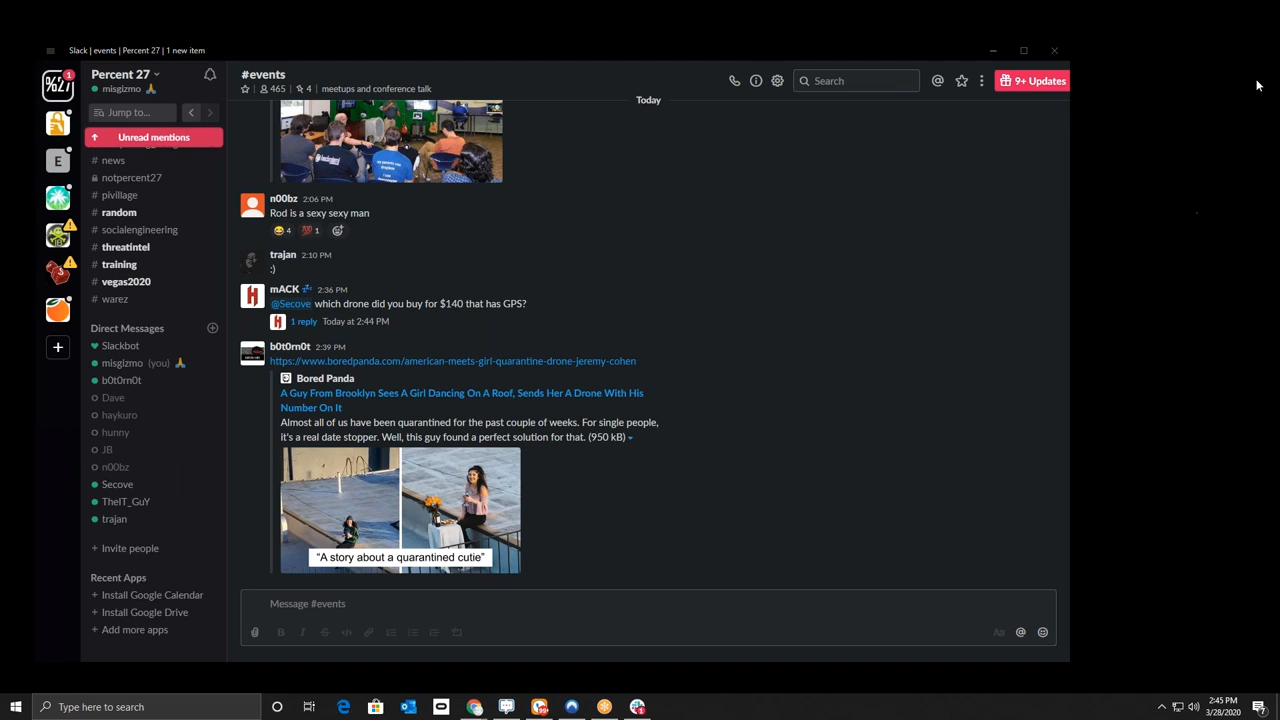 Slack | events | Percent 27 | 1 new item
%27
1
E
Percent 27
misgizmo 🙏
Jump to...
Unread mentions
# news
notpercent27
# pivillage
# random
# socialengineering
# threatintel
# training
# vegas2020
# warez
Direct Messages
Slackbot
misgizmo (you) 🙏
b0t0rn0t
Dave
haykuro
hunny
JB
n00bz
Secove
TheIT_GuY
trajan
+ Invite people
Recent Apps
+ Install Google Calendar
+ Install Google Drive
+ Add more apps
#events
465 | 4 | meetups and conference talk
Search
9+ Updates
Today
n00bz 2:06 PM
Rod is a sexy sexy man
😂 4 💯 1
trajan 2:10 PM
:)
mACK 💤 2:36 PM
@Secove which drone did you buy for $140 that has GPS?
1 reply Today at 2:44 PM
b0t0rn0t 2:39 PM
https://www.boredpanda.com/american-meets-girl-quarantine-drone-jeremy-cohen
Bored Panda
A Guy From Brooklyn Sees A Girl Dancing On A Roof, Sends Her A Drone With His
Number On It
Almost all of us have been quarantined for the past couple of weeks. For single people,
it's a real date stopper. Well, this guy found a perfect solution for that. (950 kB)
"A story about a quarantined cutie"
Message #events
B I S </> Aa @
Type here to search
99+
1
2:45 PM
3/28/2020